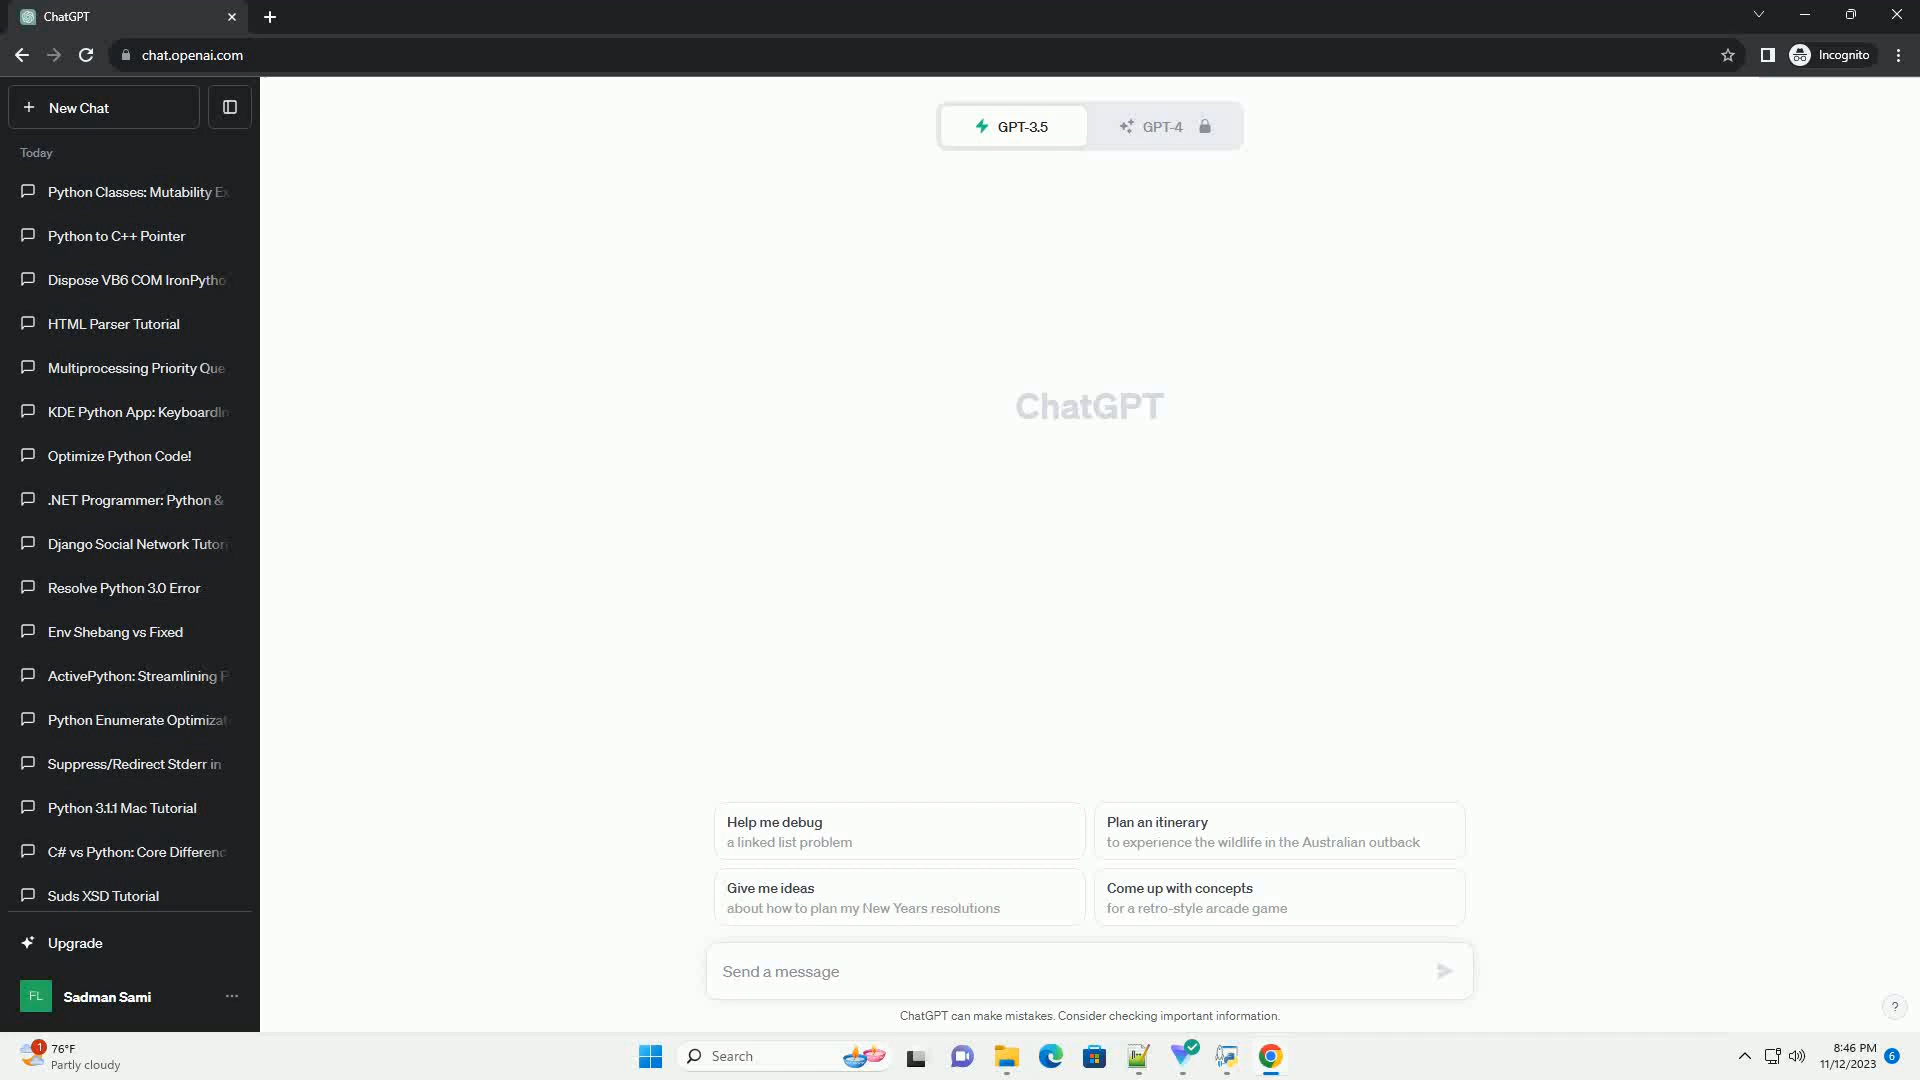 ChatGPT
chat.openai.com
Incognito
New Chat
Today
Python Classes: Mutability Ex
Python to C++ Pointer
Dispose VB6 COM IronPytho
HTML Parser Tutorial
Multiprocessing Priority Que
KDE Python App: KeyboardIn
Optimize Python Code!
.NET Programmer: Python &
Django Social Network Tutori
Resolve Python 3.0 Error
Env Shebang vs Fixed
ActivePython: Streamlining P
Python Enumerate Optimizat
Suppress/Redirect Stderr in
Python 3.1.1 Mac Tutorial
C# vs Python: Core Differenc
Suds XSD Tutorial
Upgrade
FL
Sadman Sami
GPT-3.5
GPT-4
ChatGPT
Help me debug
a linked list problem
Plan an itinerary
to experience the wildlife in the Australian outback
Give me ideas
about how to plan my New Years resolutions
Come up with concepts
for a retro-style arcade game
Send a message
ChatGPT can make mistakes. Consider checking important information.
?
1
76°F
Partly cloudy
Search
8:46 PM
11/12/2023
6